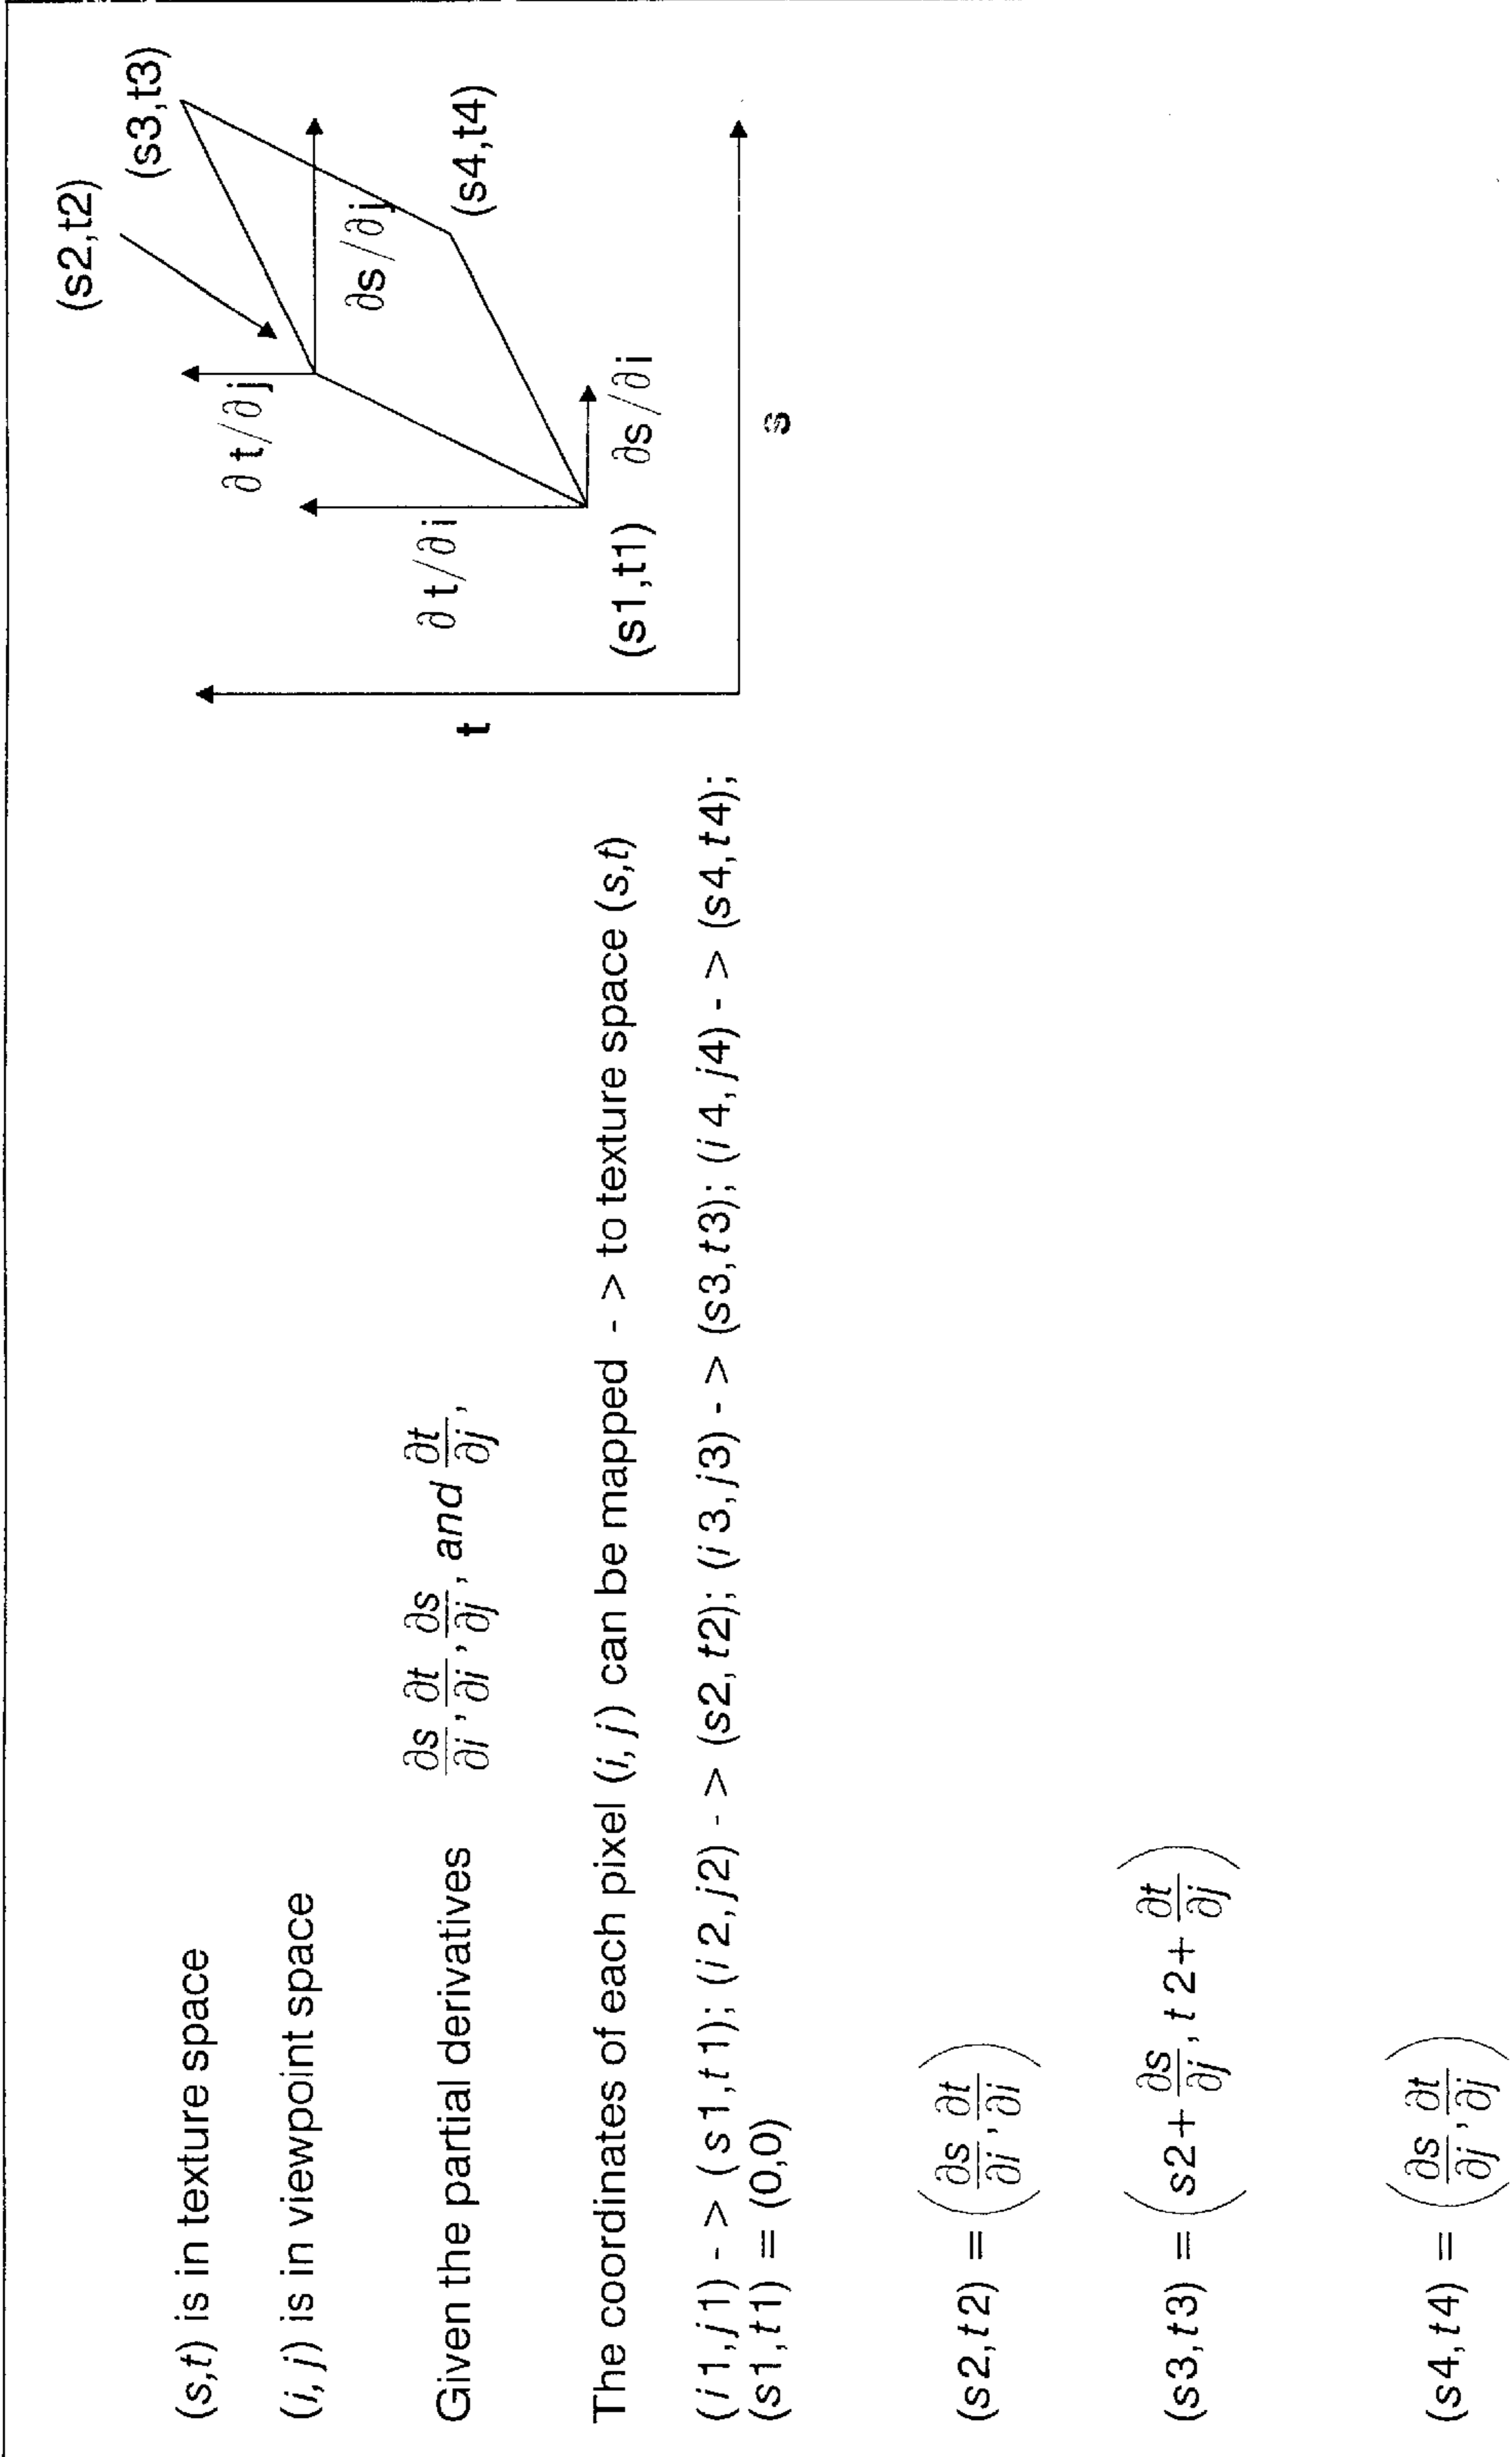 (s,t) is in texture space
(i, j) is in viewpoint space
Given the partial derivatives ∂s/∂i, ∂t/∂i, ∂s/∂j, and ∂t/∂j,
The coordinates of each pixel (i, j) can be mapped - > to texture space (s,t)
(i1,j1) - > (s1,t1); (i2,j2) - > (s2,t2); (i3,j3) - > (s3,t3); (i4,j4) - > (s4,t4);
(s1,t1) = (0,0)
(s2,t2) = (∂s/∂i, ∂t/∂i)
(s3,t3) = (s2+∂s/∂j, t2+∂t/∂j)
(s4,t4) = (∂s/∂j, ∂t/∂j)
(s2,t2)
(s3,t3)
∂t/∂j
∂s/∂j
∂t/∂i
(s4,t4)
(s1,t1)
∂s/∂i
t
s